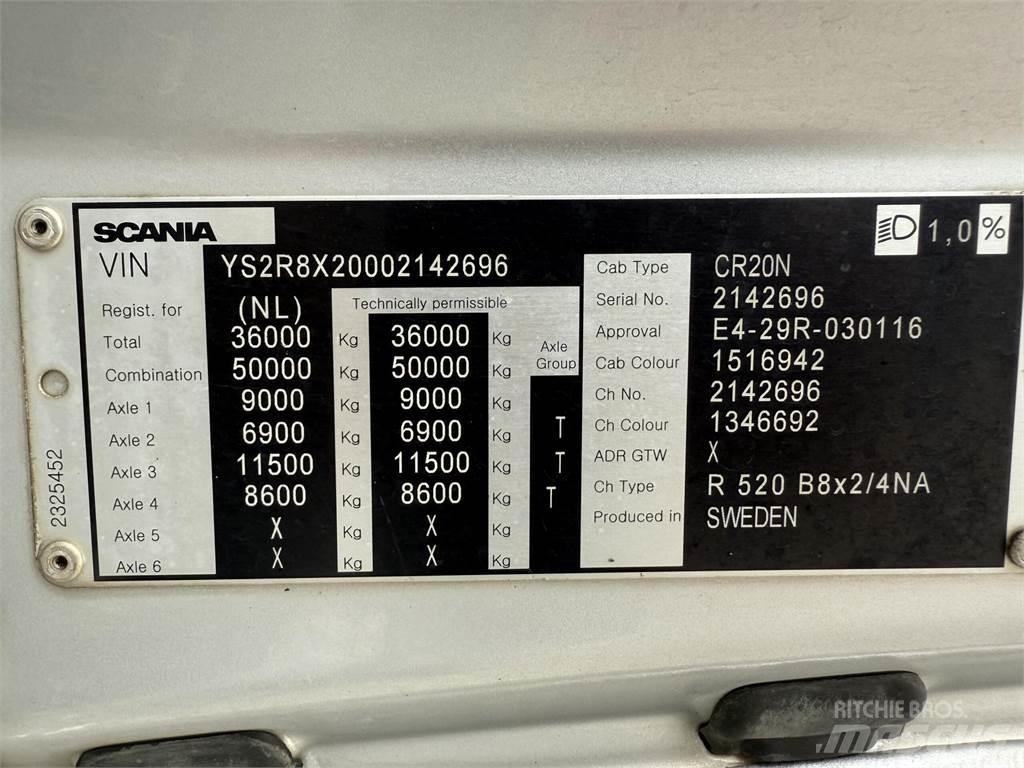 SCANIA
1,0%
VIN YS2R8X20002142696
Regist. for (NL) Technically permissible
Total 36000 Kg 36000 Kg Axle Group
Combination 50000 Kg 50000 Kg
Axle 1 9000 Kg 9000 Kg
Axle 2 6900 Kg 6900 Kg T
Axle 3 11500 Kg 11500 Kg T
Axle 4 8600 Kg 8600 Kg T
Axle 5 X Kg X Kg
Axle 6 X Kg X Kg
Cab Type CR20N
Serial No. 2142696
Approval E4-29R-030116
Cab Colour 1516942
Ch No. 2142696
Ch Colour 1346692
ADR GTW X
Ch Type R 520 B8x2/4NA
Produced in SWEDEN
2325452
RITCHIE BROS.
MASCUS